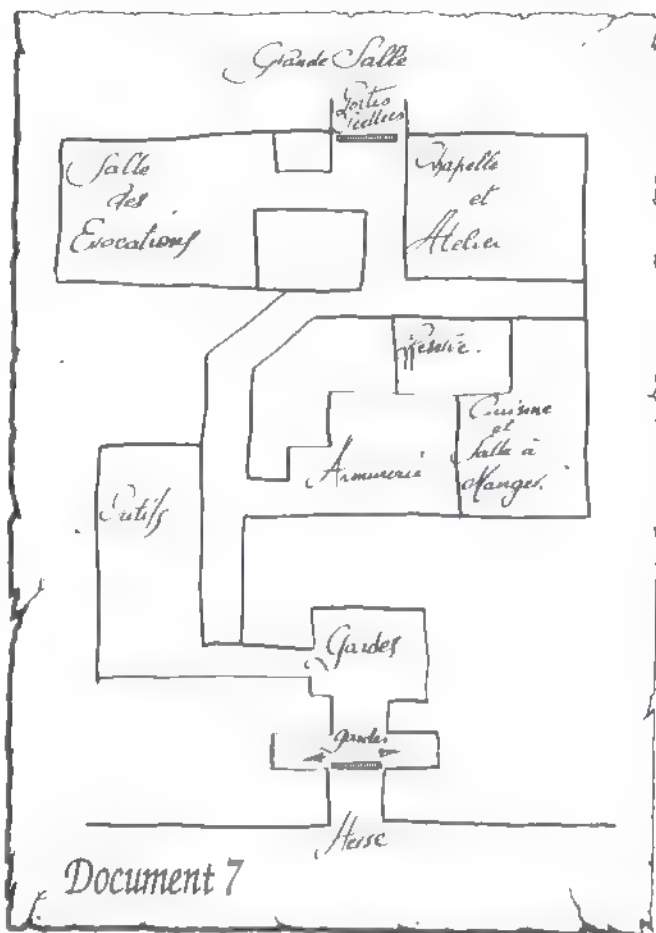 Grande Salle
Portes
Scellées
Salle
des
Evocations
Chapelle
et
Atelier
Cuisine
et
Salle à
Manger.
Armurerie
Gardes
gardes
Herse
Document 7